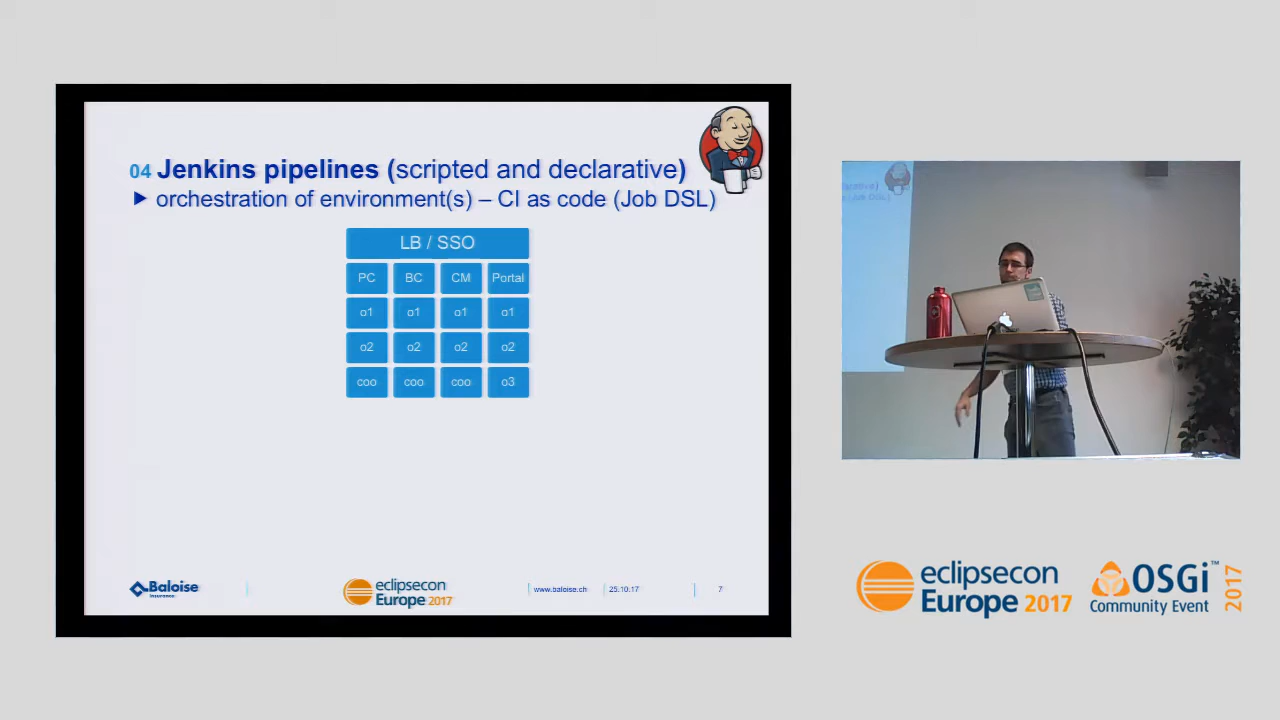 04 Jenkins pipelines (scripted and declarative)
orchestration of environment(s) – CI as code (Job DSL)
LB / SSO
PC BC CM Portal
o1 o1 o1 o1
o2 o2 o2 o2
coo coo coo o3
Baloise
Insurance
eclipsecon
Europe 2017
www.baloise.ch
25.10.17
7
eclipsecon
Europe 2017
OSGi™
Community Event
2017